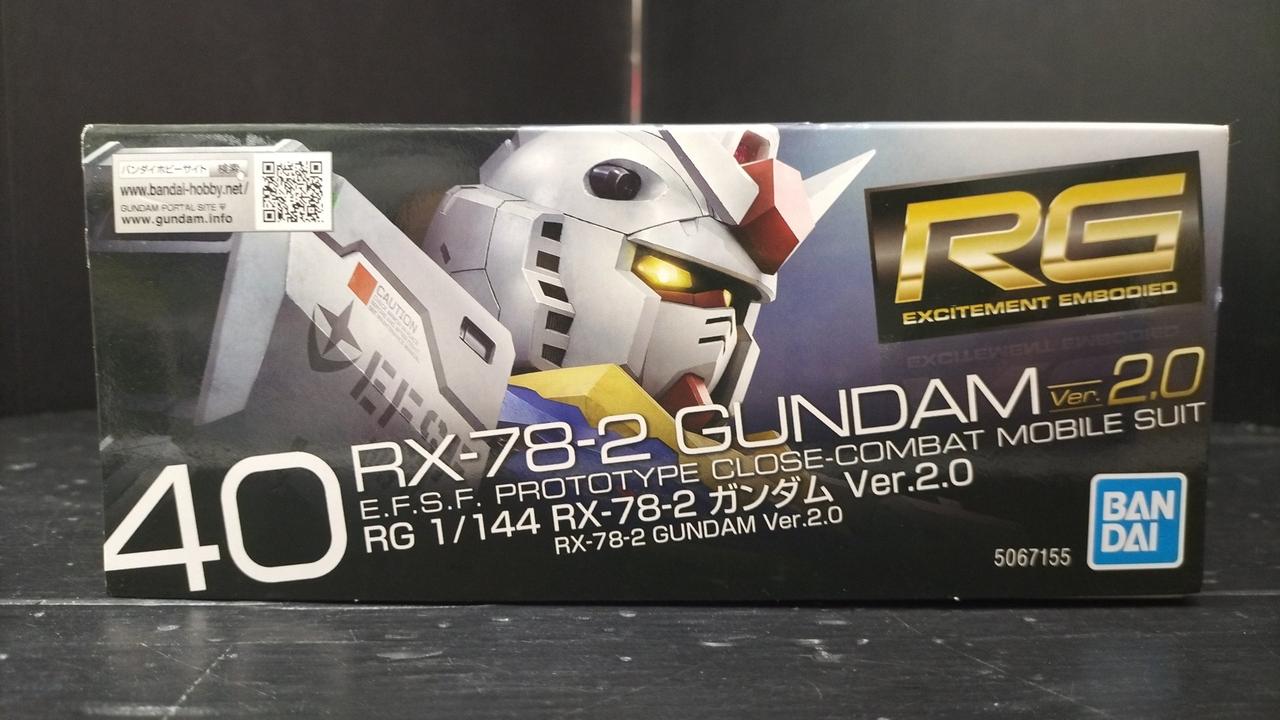 バンダイホビーサイト 検索
www.bandai-hobby.net/
GUNDAM PORTAL SITE
www.gundam.info
CAUTION
RG
EXCITEMENT EMBODIED
40
RX-78-2 GUNDAM Ver. 2.0
E.F.S.F. PROTOTYPE CLOSE-COMBAT MOBILE SUIT
RG 1/144 RX-78-2 ガンダム Ver.2.0
RX-78-2 GUNDAM Ver.2.0
5067155
BAN
DAI